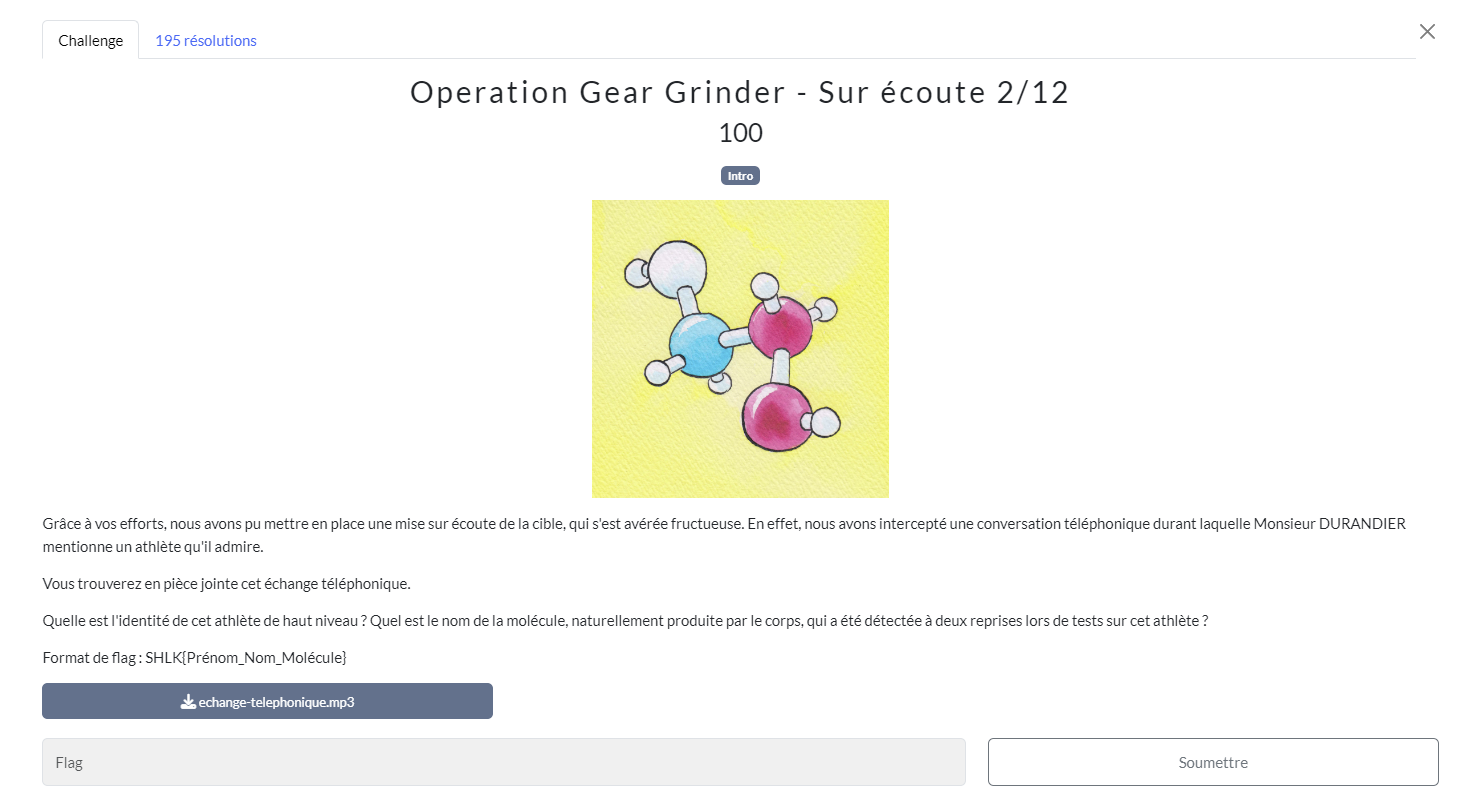 Challenge
195 résolutions
Operation Gear Grinder - Sur écoute 2/12
100
Intro
Grâce à vos efforts, nous avons pu mettre en place une mise sur écoute de la cible, qui s'est avérée fructueuse. En effet, nous avons intercepté une conversation téléphonique durant laquelle Monsieur DURANDIER
mentionne un athlète qu'il admire.
Vous trouverez en pièce jointe cet échange téléphonique.
Quelle est l'identité de cet athlète de haut niveau ? Quel est le nom de la molécule, naturellement produite par le corps, qui a été détectée à deux reprises lors de tests sur cet athlète ?
Format de flag : SHLK{Prénom_Nom_Molécule}
echange-telephonique.mp3
Flag
Soumettre